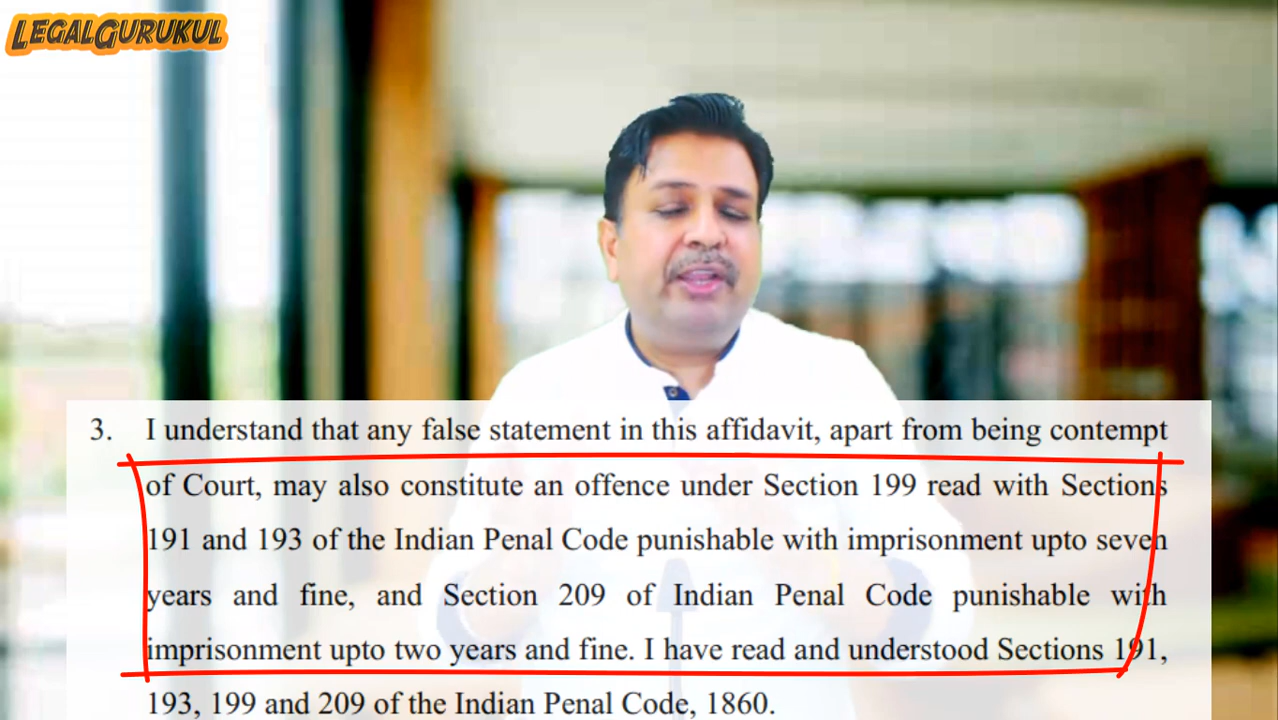 LEGALGURUKUL
3. I understand that any false statement in this affidavit, apart from being contempt
of Court, may also constitute an offence under Section 199 read with Sections
191 and 193 of the Indian Penal Code punishable with imprisonment upto seven
years and fine, and Section 209 of Indian Penal Code punishable with
imprisonment upto two years and fine. I have read and understood Sections 191,
193, 199 and 209 of the Indian Penal Code, 1860.